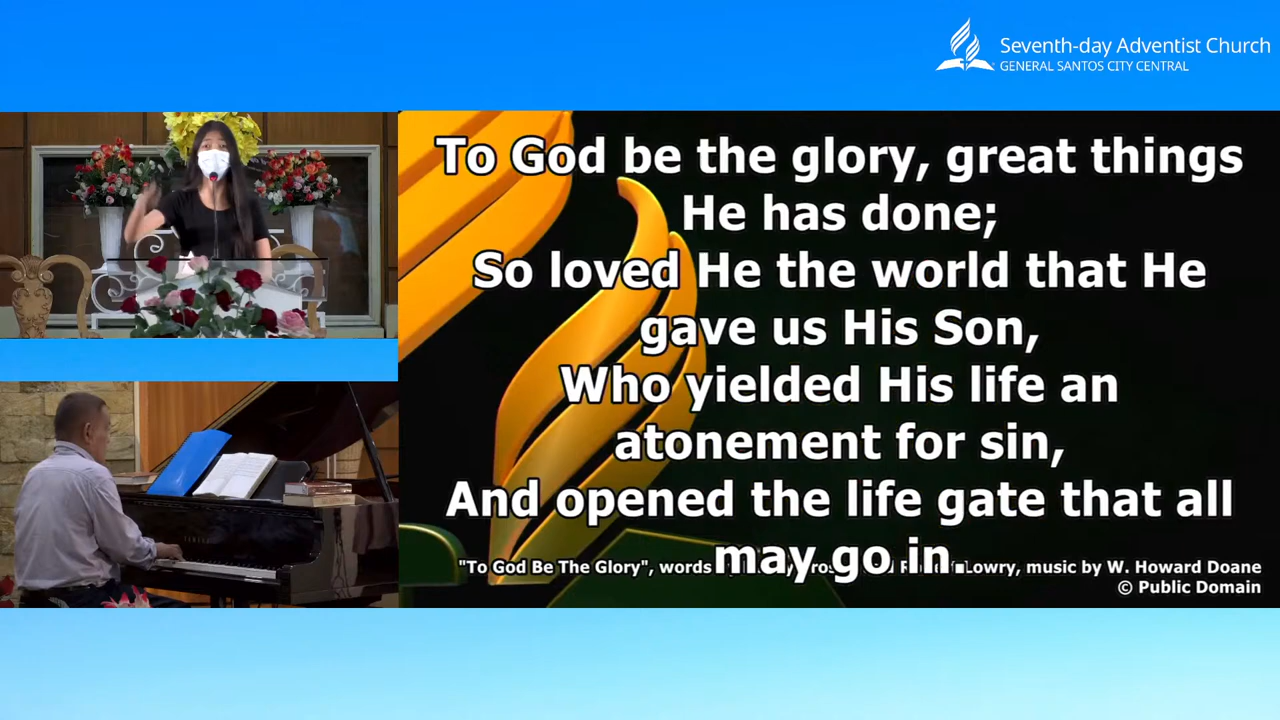 Seventh-day Adventist Church
GENERAL SANTOS CITY CENTRAL
To God be the glory, great things
He has done;
So loved He the world that He
gave us His Son,
Who yielded His life an
atonement for sin,
And opened the life gate that all
may go in.
"To God Be The Glory", words Lowry, music by W. Howard Doane
© Public Domain